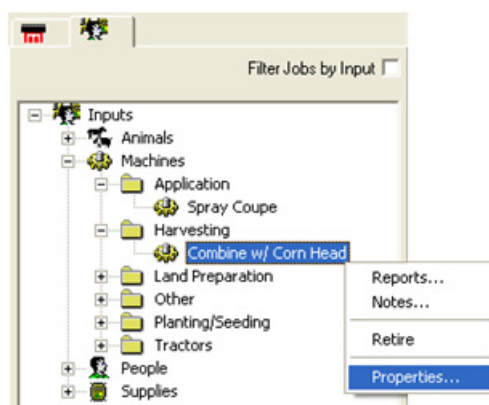 Filter Jobs by Input
Inputs
Animals
Machines
Application
Spray Coupe
Harvesting
Combine w/ Corn Head
Land Preparation
Other
Planting/Seeding
Tractors
People
Supplies
Reports...
Notes...
Retire
Properties...